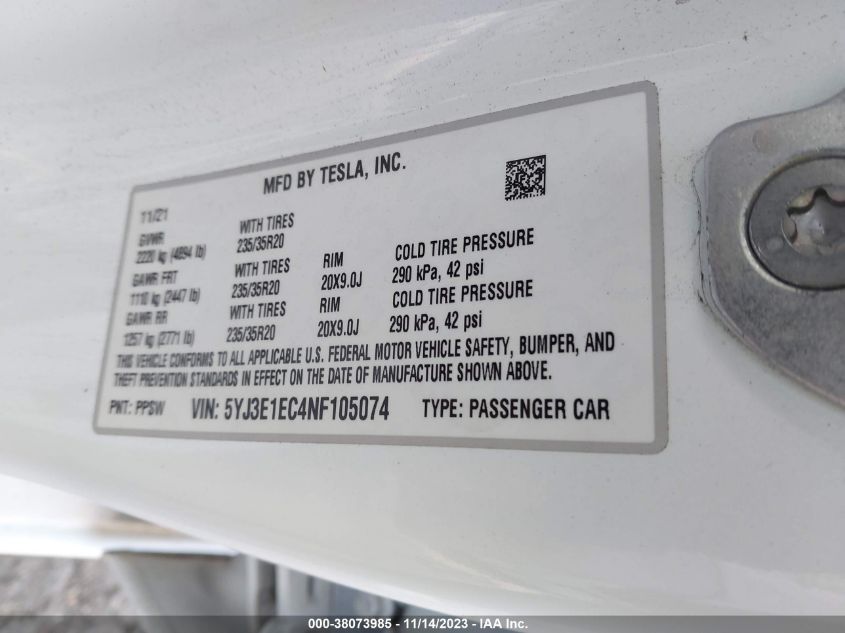 MFD BY TESLA, INC.
11/21
GVWR WITH TIRES
2220 kg (4894 lb) 235/35R20
GAWR FRT WITH TIRES RIM COLD TIRE PRESSURE
1110 kg (2447 lb) 235/35R20 20X9.0J 290 kPa, 42 psi
GAWR RR WITH TIRES RIM COLD TIRE PRESSURE
1257 kg (2771 lb) 235/35R20 20X9.0J 290 kPa, 42 psi
THIS VEHICLE CONFORMS TO ALL APPLICABLE U.S. FEDERAL MOTOR VEHICLE SAFETY, BUMPER, AND
THEFT PREVENTION STANDARDS IN EFFECT ON THE DATE OF MANUFACTURE SHOWN ABOVE.
PNT: PPSW VIN: 5YJ3E1EC4NF105074 TYPE: PASSENGER CAR
000-38073985 - 11/14/2023 - IAA Inc.